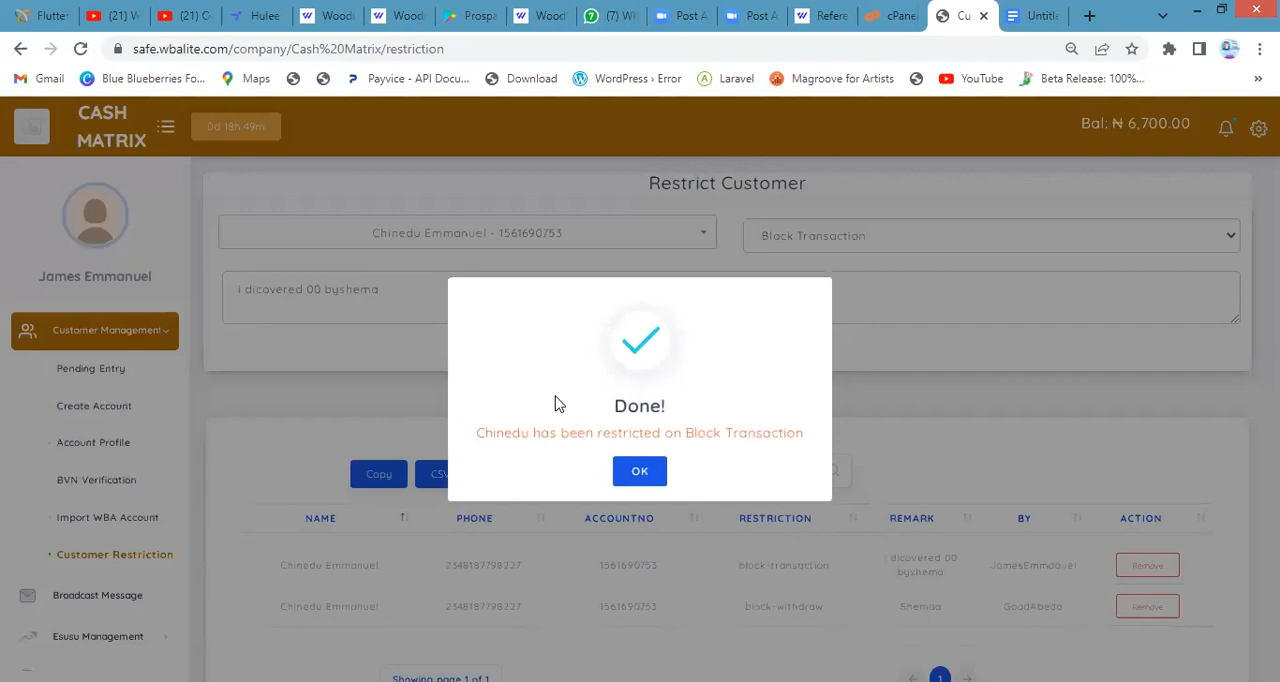 Flutter
(21) V
(21) C
Hulee
Wood
Wood
Prospa
Wood
(7) W
Post A
Post A
Refere
cPane
Cu
Untitle
safe.wbalite.com/company/Cash%20Matrix/restriction
Gmail
Blue Blueberries Fo...
Maps
Payvice - API Docu...
Download
WordPress › Error
Laravel
Magroove for Artists
YouTube
Beta Release: 100%...
»
CASH
MATRIX
0d 18h 49m
Bal: ₦ 6,700.00
James Emmanuel
Customer Management
Pending Entry
Create Account
Account Profile
BVN Verification
Import WBA Account
Customer Restriction
Broadcast Message
Esusu Management
Restrict Customer
Chinedu Emmanuel - 1561690753
Block Transaction
i dicovered 00 byshema
Done!
Chinedu has been restricted on Block Transaction
OK
Copy
CSV
NAME PHONE ACCOUNTNO RESTRICTION REMARK BY ACTION
Chinedu Emmanuel 2348187798227 1561690753 block-transaction i dicovered 00 byshema JamesEmmdauel Remove
Chinedu Emmanuel 2348187798227 1561690753 block-withdraw Shemaa GoodAbedo Remove
Showing page 1 of 1
1